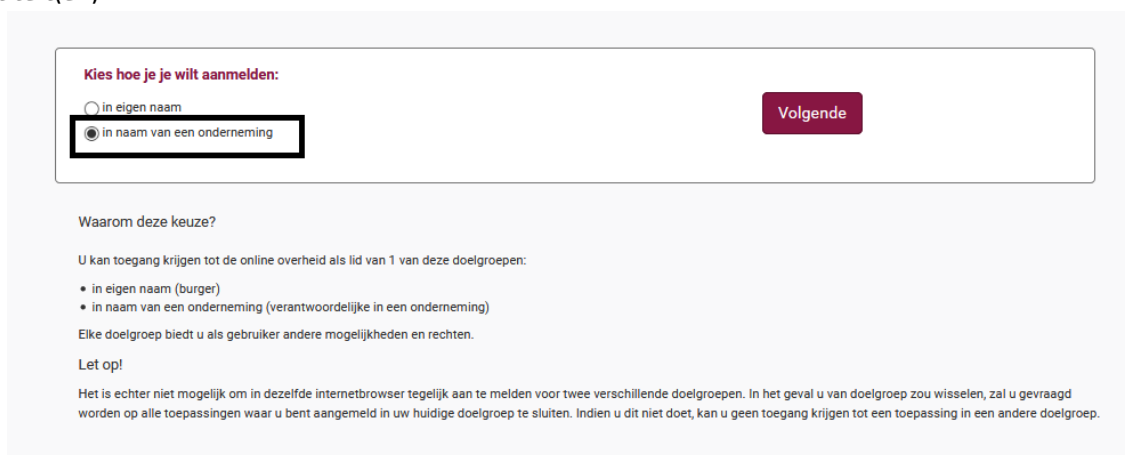 Kies hoe je je wilt aanmelden:
in eigen naam
in naam van een onderneming
Volgende
Waarom deze keuze?
U kan toegang krijgen tot de online overheid als lid van 1 van deze doelgroepen:
• in eigen naam (burger)
• in naam van een onderneming (verantwoordelijke in een onderneming)
Elke doelgroep biedt u als gebruiker andere mogelijkheden en rechten.
Let op!
Het is echter niet mogelijk om in dezelfde internetbrowser tegelijk aan te melden voor twee verschillende doelgroepen. In het geval u van doelgroep zou wisselen, zal u gevraagd
worden op alle toepassingen waar u bent aangemeld in uw huidige doelgroep te sluiten. Indien u dit niet doet, kan u geen toegang krijgen tot een toepassing in een andere doelgroep.